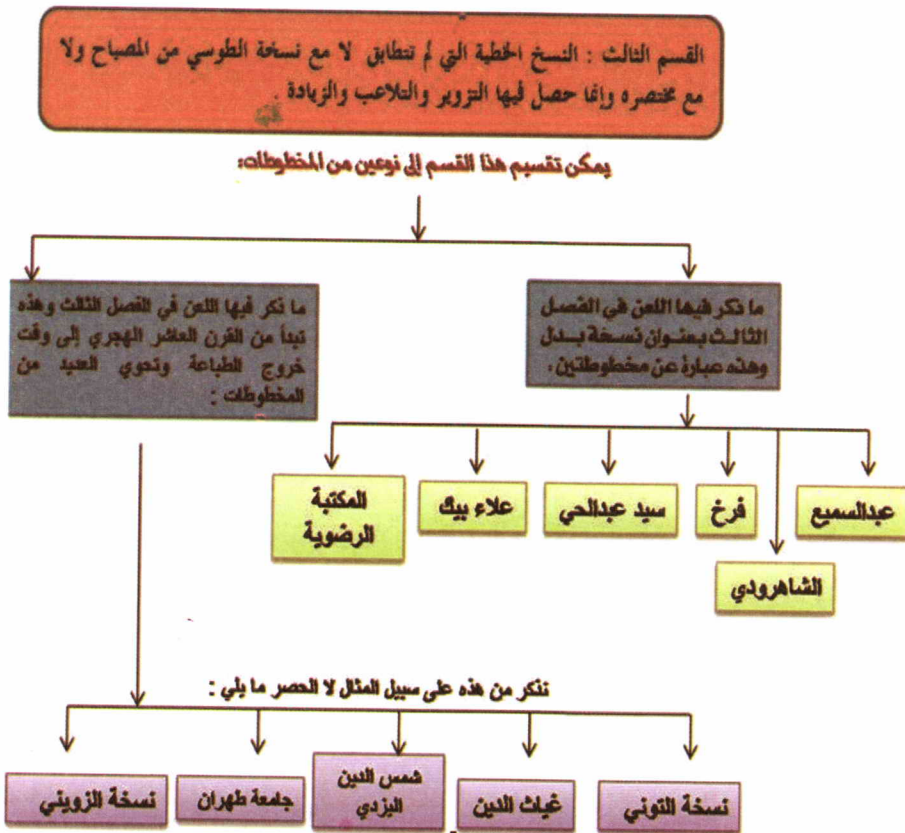 القسم الثالث : النسخ الخطية التي لم تتطابق لا مع نسخة الطوسي من المصباح ولا
مع مختصره وإنما حصل فيها التزوير والتلاعب والزيادة .
يمكن تقسيم هذا القسم إلى نوعين من المخطوطات:
ما ذكر فيها اللعن في الفصل
الثالث بعنوان نسخة بدل
وهذه عبارة عن مخطوطتين :
ما ذكر فيها اللعن في الفصل الثالث وهذه
تبدأ من القرن العاشر الهجري إلى وقت
خروج الطباعة وتحوي العديد من
المخطوطات :
عبدالسميع
فرخ
سيد عبدالحي
علاء بيك
المكتبة
الرضوية
الشاهرودي
نذكر من هذه على سبيل المثال لا الحصر ما يلي :
نسخة التوني
غياث الدين
شمس الدين
اليزدي
جامعة طهران
نسخة الزويني